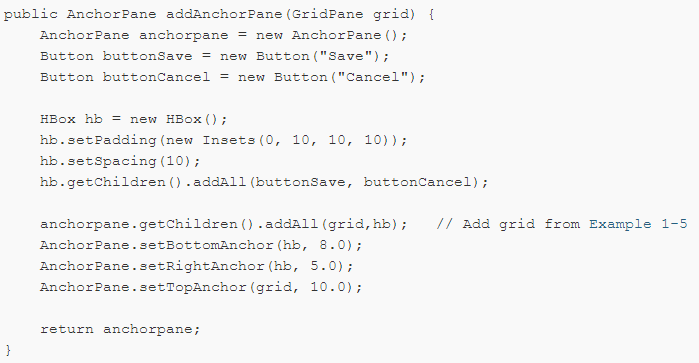 public AnchorPane addAnchorPane(GridPane grid) {
    AnchorPane anchorpane = new AnchorPane();
    Button buttonSave = new Button("Save");
    Button buttonCancel = new Button("Cancel");

    HBox hb = new HBox();
    hb.setPadding(new Insets(0, 10, 10, 10));
    hb.setSpacing(10);
    hb.getChildren().addAll(buttonSave, buttonCancel);

    anchorpane.getChildren().addAll(grid,hb);   // Add grid from Example 1-5
    AnchorPane.setBottomAnchor(hb, 8.0);
    AnchorPane.setRightAnchor(hb, 5.0);
    AnchorPane.setTopAnchor(grid, 10.0);

    return anchorpane;
}